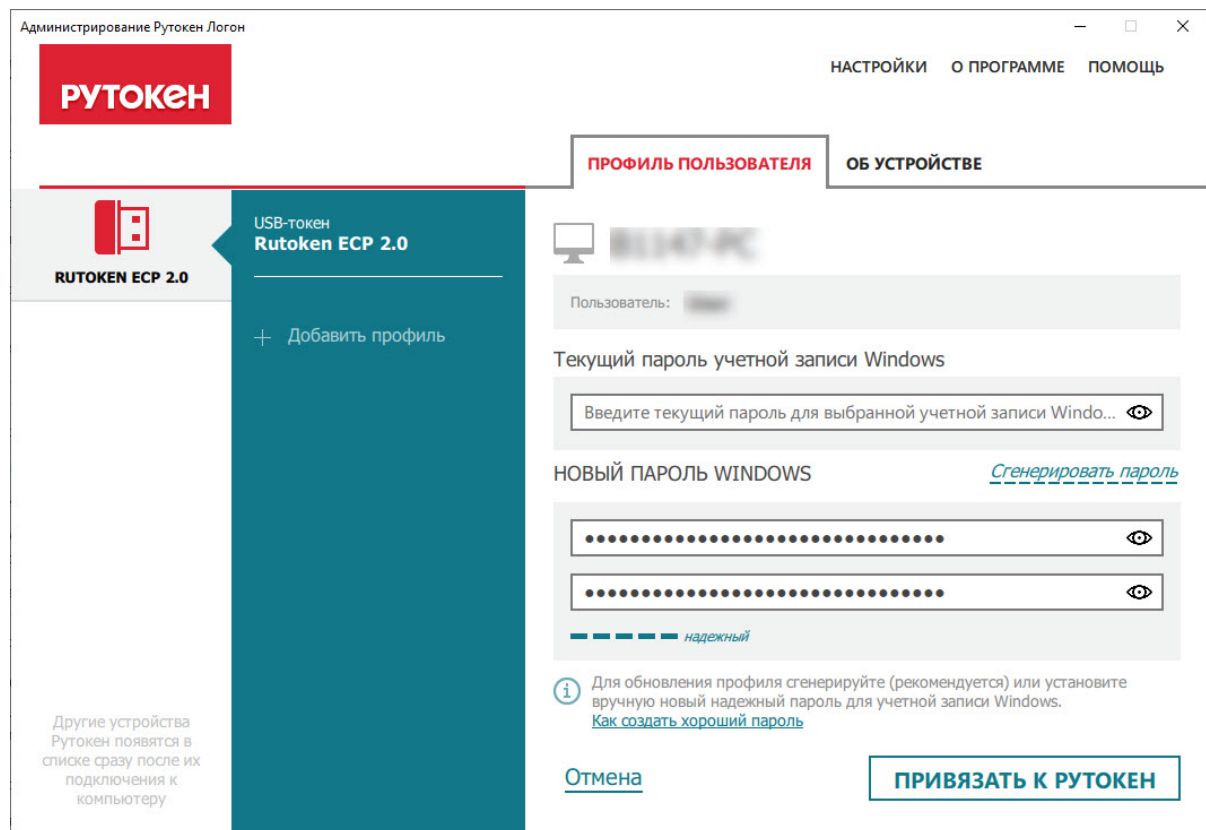 Администрирование Рутокен Логон
РУТОКЕН
НАСТРОЙКИ О ПРОГРАММЕ ПОМОЩЬ
ПРОФИЛЬ ПОЛЬЗОВАТЕЛЯ ОБ УСТРОЙСТВЕ
RUTOKEN ECP 2.0
USB-токен
Rutoken ECP 2.0
+ Добавить профиль
Другие устройства
Рутокен появятся в
списке сразу после их
подключения к
компьютеру
Пользователь:
Текущий пароль учетной записи Windows
Введите текущий пароль для выбранной учетной записи Windo...
НОВЫЙ ПАРОЛЬ WINDOWS Сгенерировать пароль
надежный
Для обновления профиля сгенерируйте (рекомендуется) или установите
вручную новый надежный пароль для учетной записи Windows.
Как создать хороший пароль
Отмена ПРИВЯЗАТЬ К РУТОКЕН